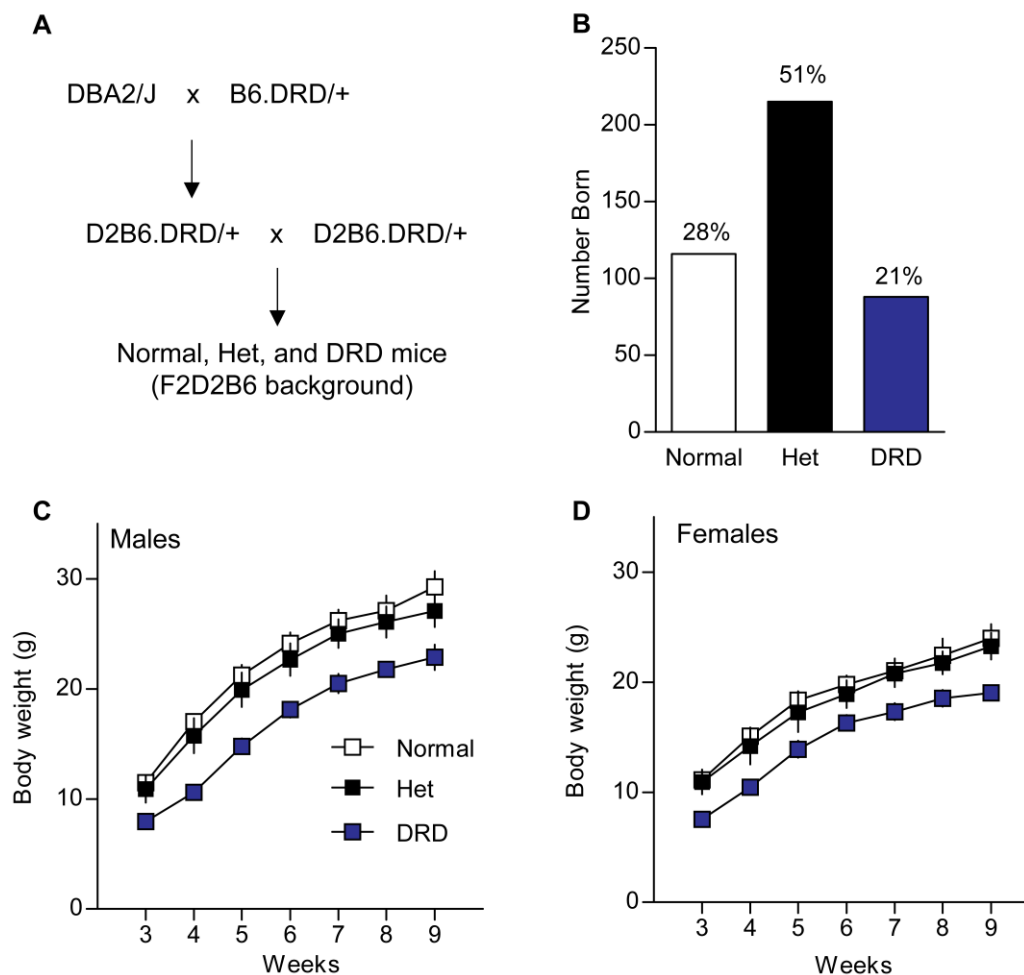 A
DBA2/J x B6.DRD/+
D2B6.DRD/+ x D2B6.DRD/+
Normal, Het, and DRD mice
(F2D2B6 background)
B
Number Born
250
200
150
100
50
0
28%
51%
21%
Normal Het DRD
C
Males
Body weight (g)
30
20
10
0
Normal
Het
DRD
3 4 5 6 7 8 9
Weeks
D
Females
Body weight (g)
30
20
10
0
3 4 5 6 7 8 9
Weeks